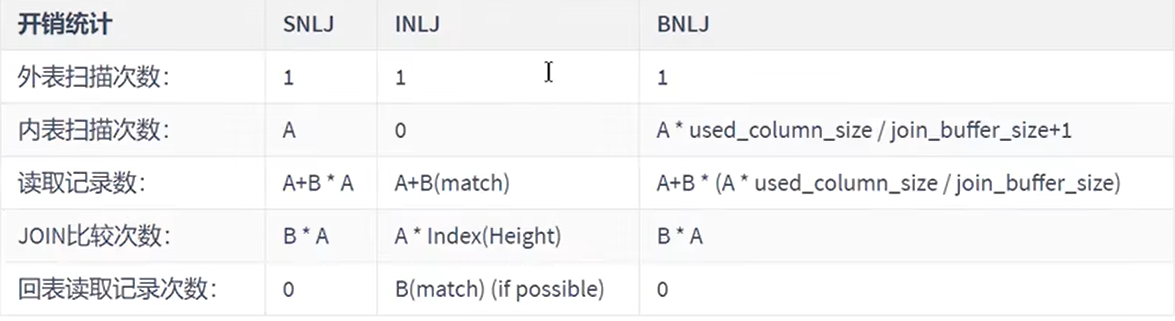 开销统计 SNLJ INLJ BNLJ
外表扫描次数： 1 1 1
内表扫描次数： A 0 A * used_column_size / join_buffer_size+1
读取记录数： A+B * A A+B(match) A+B * (A * used_column_size / join_buffer_size)
JOIN比较次数： B * A A * Index(Height) B * A
回表读取记录次数： 0 B(match) (if possible) 0